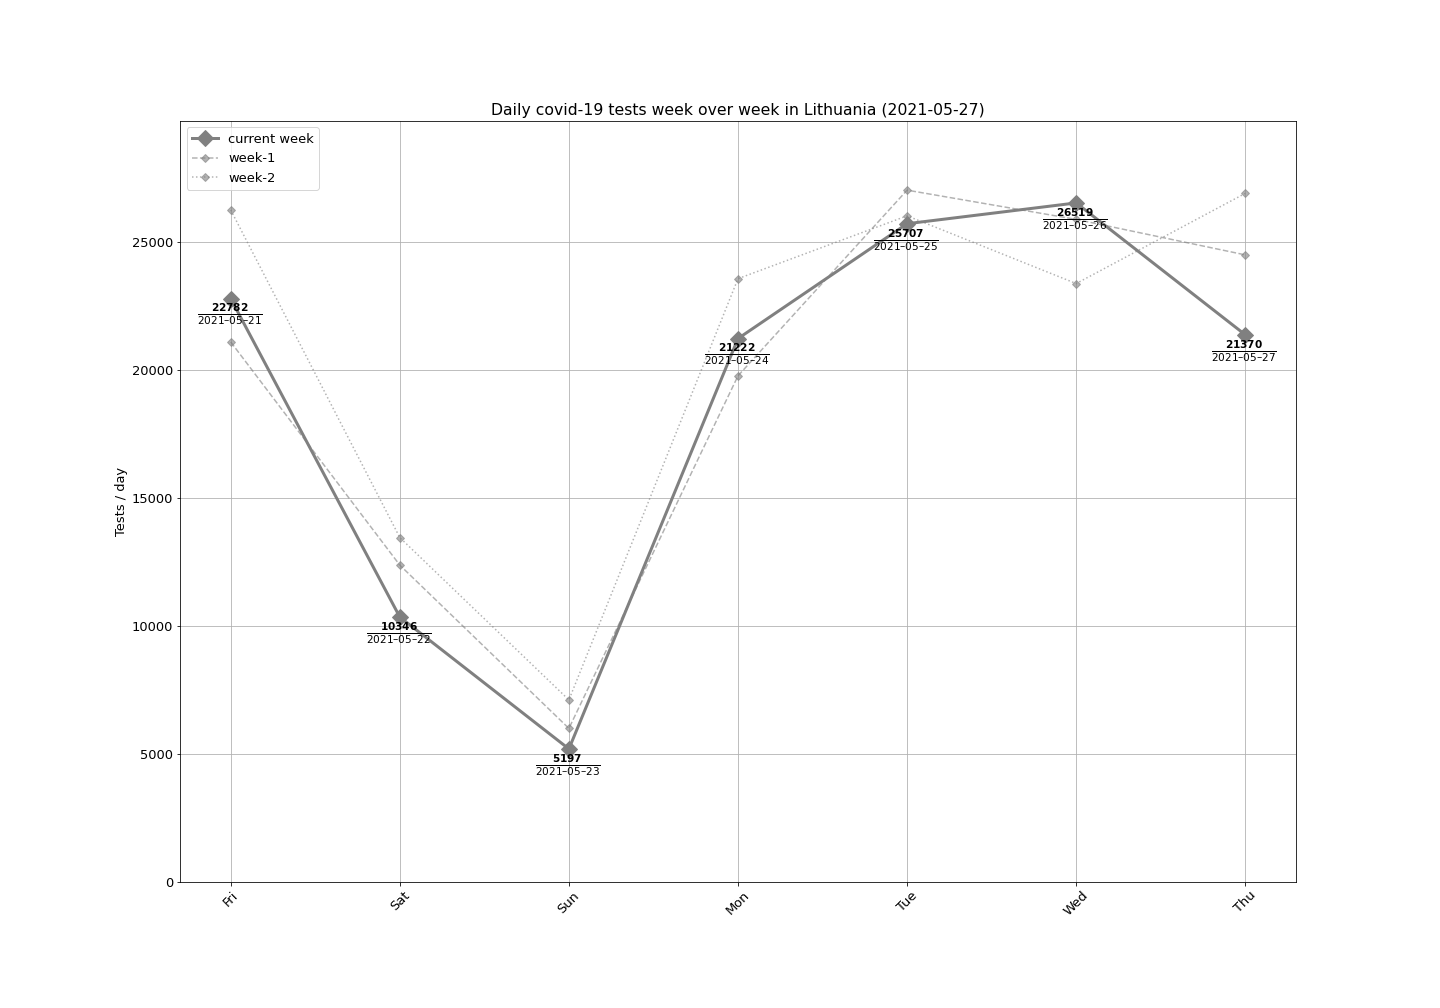 Daily covid-19 tests week over week in Lithuania (2021-05-27)
current week
week-1
week-2
Tests / day
25000
20000
15000
10000
5000
0
22782
2021–05–21
10346
2021–05–22
5197
2021–05–23
21222
2021–05–24
25707
2021–05–25
26519
2021–05–26
21370
2021–05–27
Fri
Sat
Sun
Mon
Tue
Wed
Thu